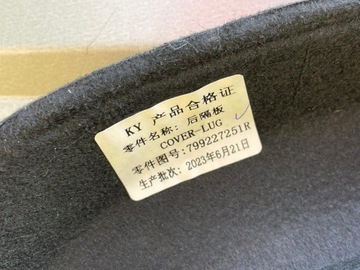 KY 产品合格证
零件名称: 后隔板
COVER-LUG
零件图号:799227251R
生产批次: 2023年6月21日